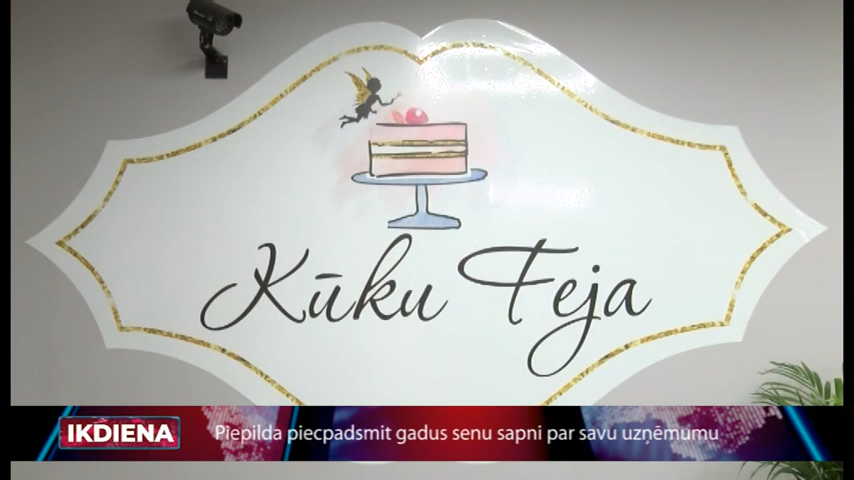 Kūku Feja
IKDIENA
Piepilda piecpadsmit gadus senu sapni par savu uzņēmumu